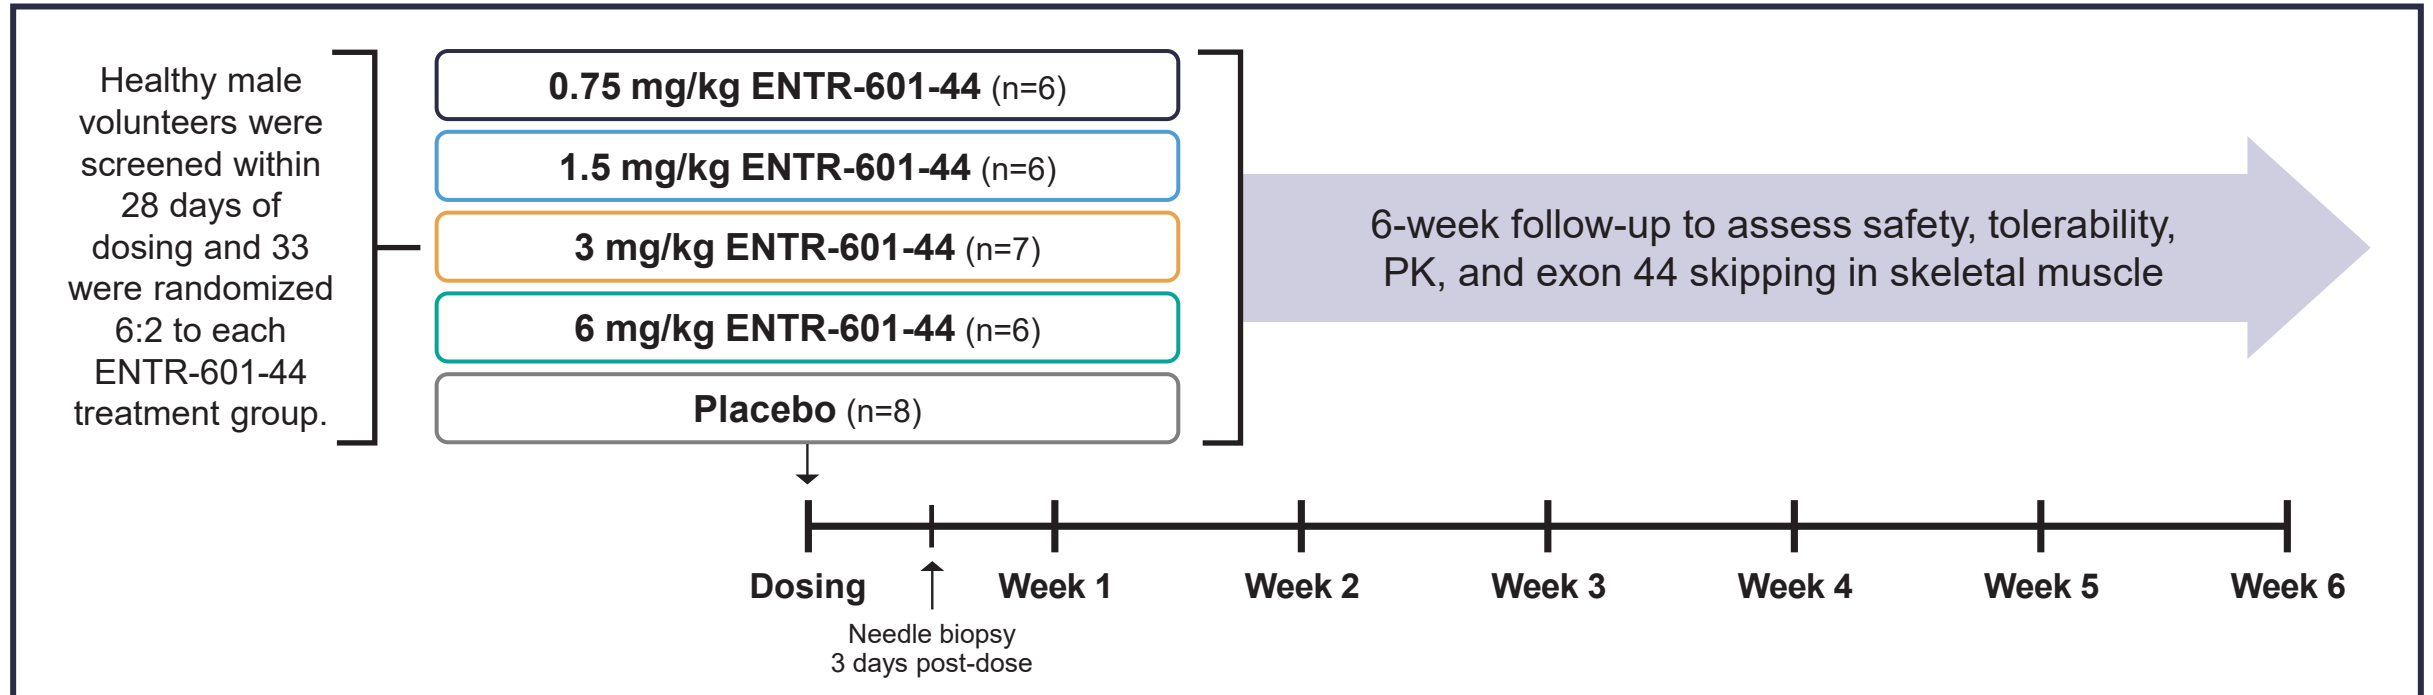 Healthy male
volunteers were
screened within
28 days of
dosing and 33
were randomized
6:2 to each
ENTR-601-44
treatment group.
0.75 mg/kg ENTR-601-44 (n=6)
1.5 mg/kg ENTR-601-44 (n=6)
3 mg/kg ENTR-601-44 (n=7)
6 mg/kg ENTR-601-44 (n=6)
Placebo (n=8)
6-week follow-up to assess safety, tolerability,
PK, and exon 44 skipping in skeletal muscle
Dosing Week 1 Week 2 Week 3 Week 4 Week 5 Week 6
Needle biopsy
3 days post-dose